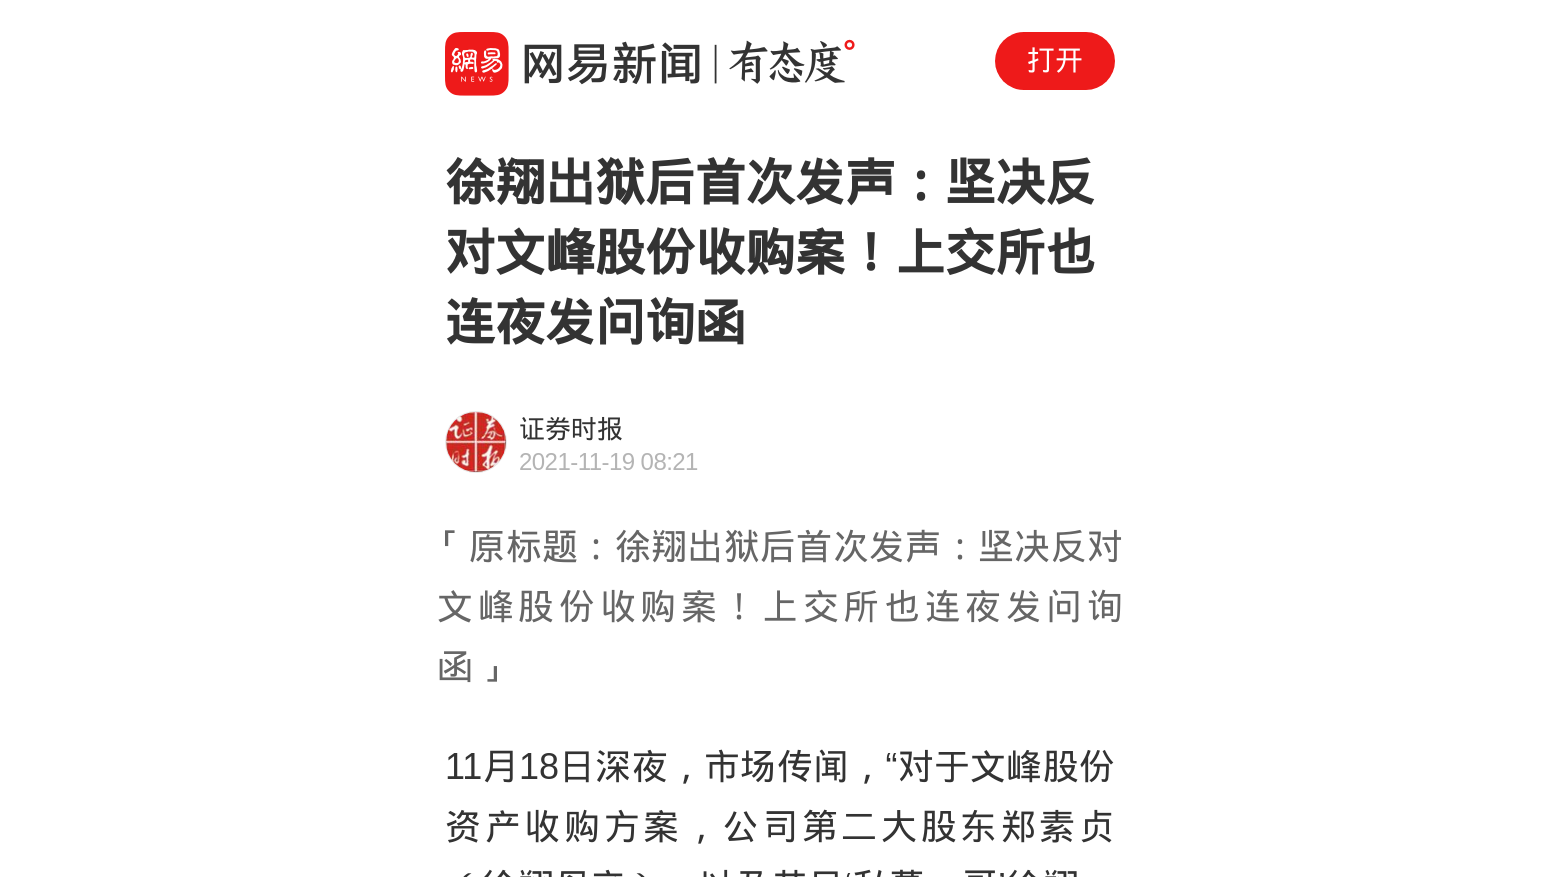 網易
NEWS
网易新闻 | 有态度°
打开
徐翔出狱后首次发声：坚决反
对文峰股份收购案！上交所也
连夜发问询函
证券时报
证券时报
2021-11-19 08:21
「 原标题：徐翔出狱后首次发声：坚决反对
文峰股份收购案！上交所也连夜发问询
函 」
11月18日深夜，市场传闻，“对于文峰股份
资产收购方案，公司第二大股东郑素贞